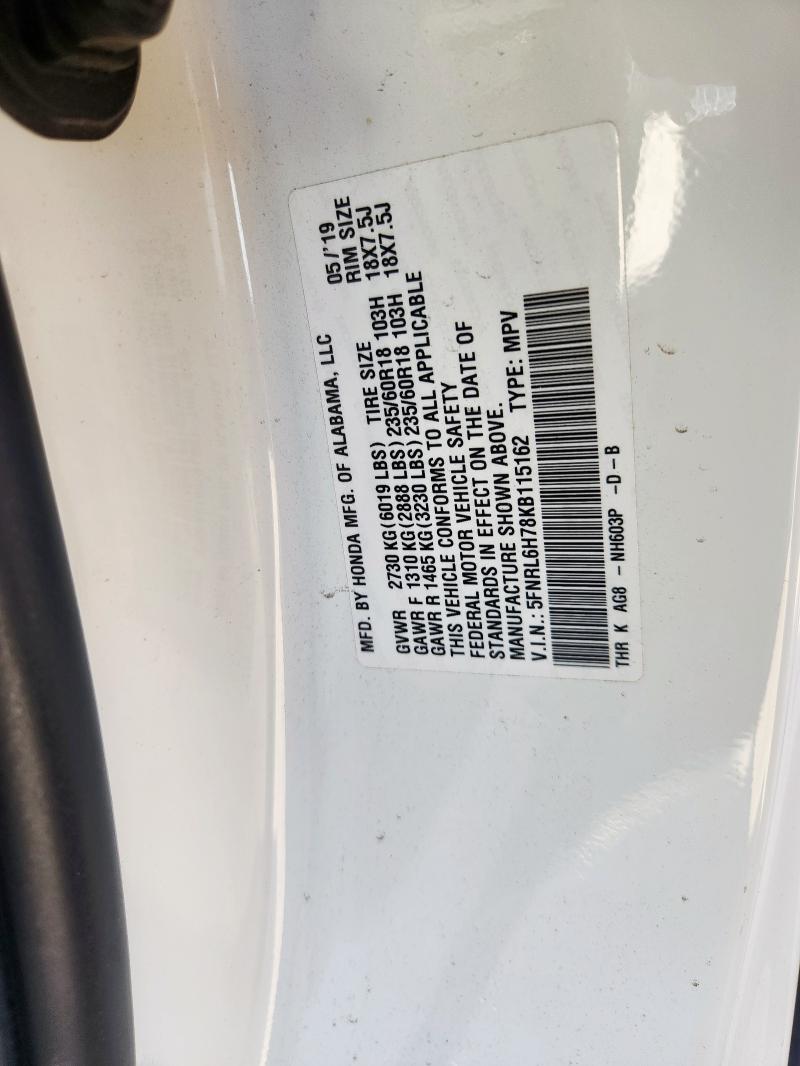 MFD. BY HONDA MFG. OF ALABAMA, LLC 05/'19
GVWR 2730 KG(6019 LBS) TIRE SIZE RIM SIZE
GAWR F 1310 KG(2888 LBS)235/60R18 103H 18X7.5J
GAWR R 1465 KG(3230 LBS)235/60R18 103H 18X7.5J
THIS VEHICLE CONFORMS TO ALL APPLICABLE
FEDERAL MOTOR VEHICLE SAFETY
STANDARDS IN EFFECT ON THE DATE OF
MANUFACTURE SHOWN ABOVE.
V.I.N.: 5FNRL6H78KB115162 TYPE: MPV
THR K AG8 - NH603P -D-B